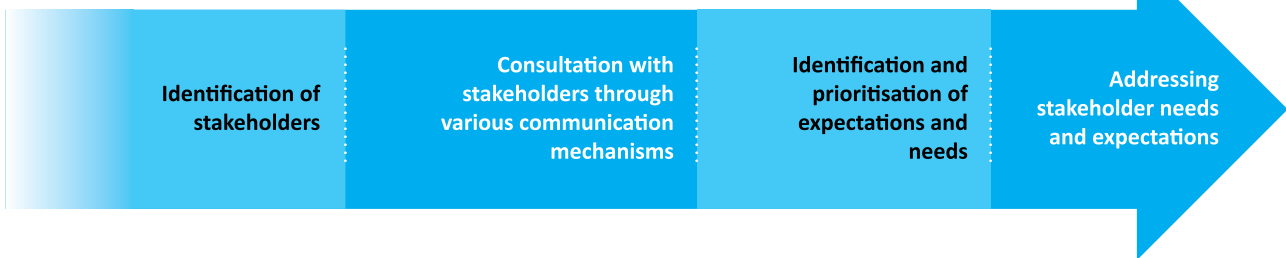 Identification of
stakeholders
Consultation with
stakeholders through
various communication
mechanisms
Identification and
prioritisation of
expectations and
needs
Addressing
stakeholder needs
and expectations